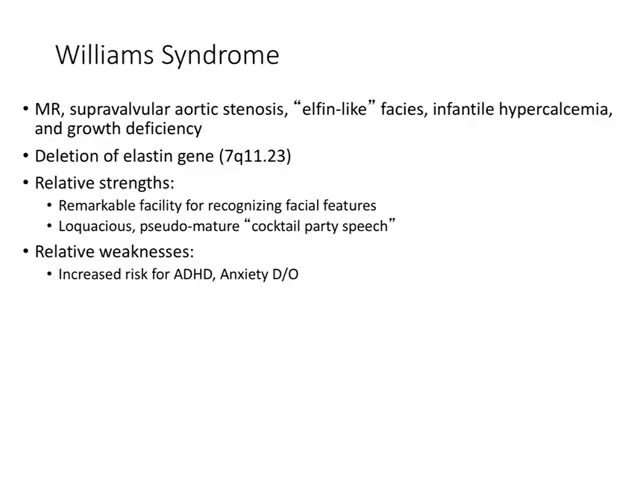 Williams Syndrome
• MR, supravalvular aortic stenosis, “elfin-like” facies, infantile hypercalcemia,
and growth deficiency
• Deletion of elastin gene (7q11.23)
• Relative strengths:
• Remarkable facility for recognizing facial features
• Loquacious, pseudo-mature “cocktail party speech”
• Relative weaknesses:
• Increased risk for ADHD, Anxiety D/O